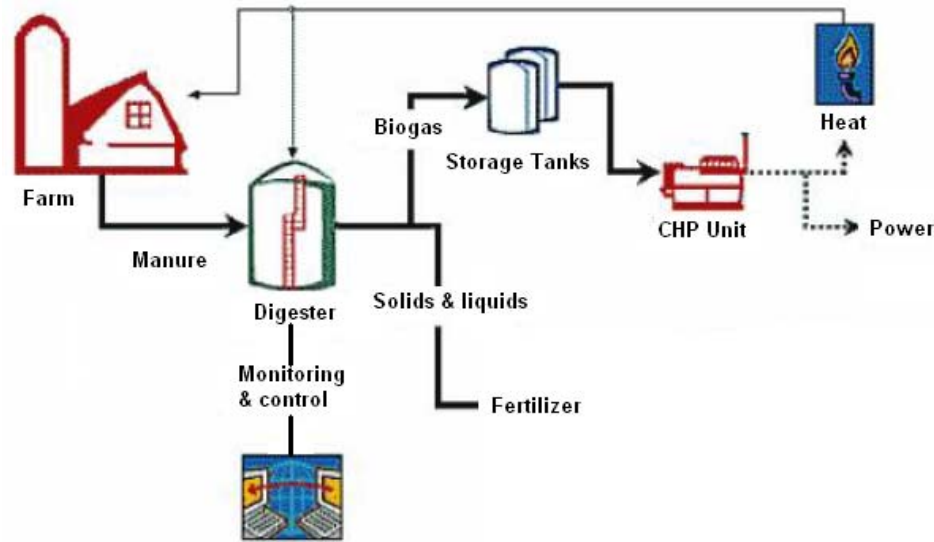 Biogas
Heat
Storage Tanks
Farm
CHP Unit
Power
Manure
Solids & liquids
Digester
Monitoring
& control
Fertilizer